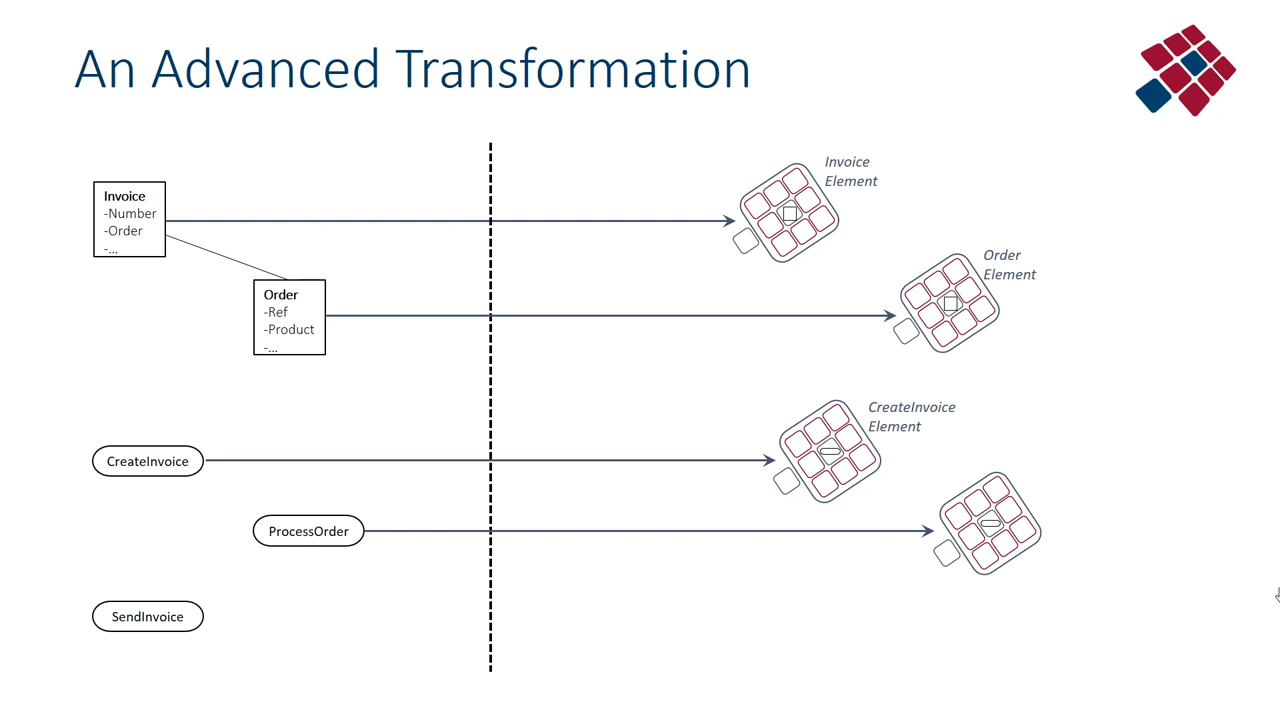 An Advanced Transformation
Invoice
Element
Invoice
-Number
-Order
-...
Order
Element
Order
-Ref
-Product
-...
CreateInvoice
Element
CreateInvoice
ProcessOrder
SendInvoice